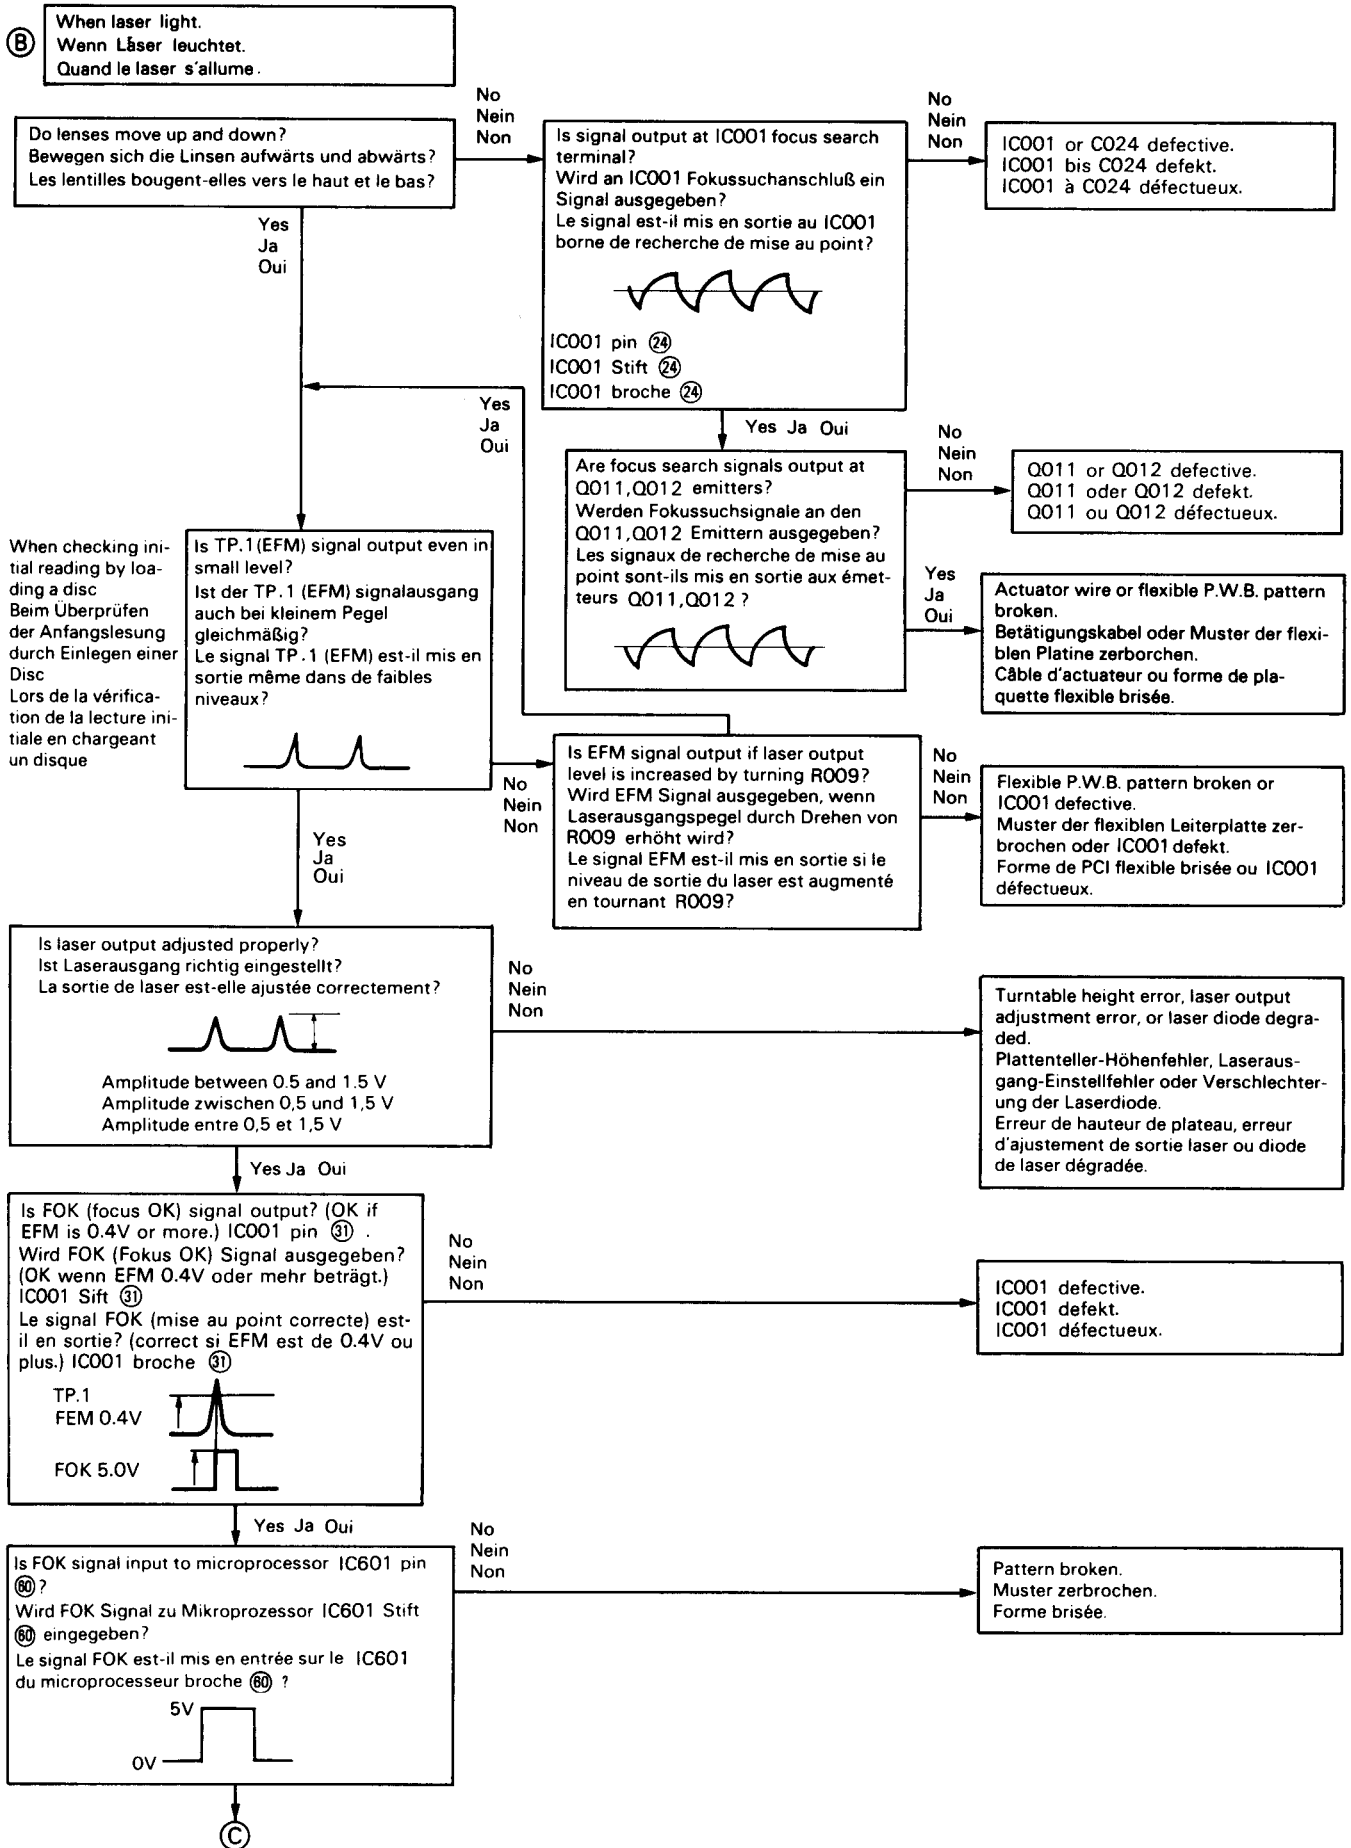 Ⓑ
When laser light.
Wenn Laser leuchtet.
Quand le laser s'allume.
Do lenses move up and down?
Bewegen sich die Linsen aufwärts und abwärts?
Les lentilles bougent-elles vers le haut et le bas?
No
Nein
Non
Is signal output at IC001 focus search
terminal?
Wird an IC001 Fokussuchanschluß ein
Signal ausgegeben?
Le signal est-il mis en sortie au IC001
borne de recherche de mise au point?
IC001 pin ㉔
IC001 Stift ㉔
IC001 broche ㉔
No
Nein
Non
IC001 or C024 defective.
IC001 bis C024 defekt.
IC001 à C024 défectueux.
Yes
Ja
Oui
Yes
Ja
Oui
Yes Ja Oui
Are focus search signals output at
Q011,Q012 emitters?
Werden Fokussuchsignale an den
Q011,Q012 Emittern ausgegeben?
Les signaux de recherche de mise au
point sont-ils mis en sortie aux émet-
teurs Q011,Q012 ?
No
Nein
Non
Q011 or Q012 defective.
Q011 oder Q012 defekt.
Q011 ou Q012 défectueux.
Yes
Ja
Oui
Actuator wire or flexible P.W.B. pattern
broken.
Betätigungskabel oder Muster der flexi-
blen Platine zerborchen.
Câble d'actuateur ou forme de pla-
quette flexible brisée.
When checking ini-
tial reading by loa-
ding a disc
Beim Überprüfen
der Anfangslesung
durch Einlegen einer
Disc
Lors de la vérifica-
tion de la lecture ini-
tiale en chargeant
un disque
Is TP.1 (EFM) signal output even in
small level?
Ist der TP.1 (EFM) signalausgang
auch bei kleinem Pegel
gleichmäßig?
Le signal TP.1 (EFM) est-il mis en
sortie même dans de faibles
niveaux?
No
Nein
Non
Is EFM signal output if laser output
level is increased by turning R009?
Wird EFM Signal ausgegeben, wenn
Laserausgangspegel durch Drehen von
R009 erhöht wird?
Le signal EFM est-il mis en sortie si le
niveau de sortie du laser est augmenté
en tournant R009?
No
Nein
Non
Flexible P.W.B. pattern broken or
IC001 defective.
Muster der flexiblen Leiterplatte zer-
brochen oder IC001 defekt.
Forme de PCI flexible brisée ou IC001
défectueux.
Yes
Ja
Oui
Is laser output adjusted properly?
Ist Laserausgang richtig eingestellt?
La sortie de laser est-elle ajustée correctement?
Amplitude between 0.5 and 1.5 V
Amplitude zwischen 0,5 und 1,5 V
Amplitude entre 0,5 et 1,5 V
No
Nein
Non
Turntable height error, laser output
adjustment error, or laser diode degra-
ded.
Plattenteller-Höhenfehler, Laseraus-
gang-Einstellfehler oder Verschlechter-
ung der Laserdiode.
Erreur de hauteur de plateau, erreur
d'ajustement de sortie laser ou diode
de laser dégradée.
Yes Ja Oui
Is FOK (focus OK) signal output? (OK if
EFM is 0.4V or more.) IC001 pin ㉛ .
Wird FOK (Fokus OK) Signal ausgegeben?
(OK wenn EFM 0.4V oder mehr beträgt.)
IC001 Sift ㉛
Le signal FOK (mise au point correcte) est-
il en sortie? (correct si EFM est de 0.4V ou
plus.) IC001 broche ㉛
TP.1
FEM 0.4V
FOK 5.0V
No
Nein
Non
IC001 defective.
IC001 defekt.
IC001 défectueux.
Yes Ja Oui
Is FOK signal input to microprocessor IC601 pin
60 ?
Wird FOK Signal zu Mikroprozessor IC601 Stift
60 eingegeben?
Le signal FOK est-il mis en entrée sur le IC601
du microprocesseur broche 60 ?
5V
0V
No
Nein
Non
Pattern broken.
Muster zerbrochen.
Forme brisée.
Ⓒ